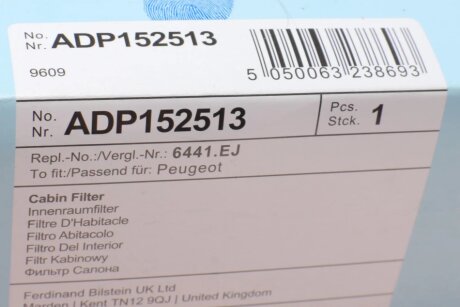 No.
Nr. ADP152513
9609
5 050063 238693
No.
Nr. ADP152513
Pcs.
Stck. 1
Repl.-No.:/Vergl.-Nr.: 6441.EJ
To fit:/Passend für: Peugeot
Cabin Filter
Innenraumfilter
Filtre D'Habitacle
Filtro Abitacolo
Filtro Del Interior
Filtr Kabinowy
Фильтр Салона
Ferdinand Bilstein UK Ltd
Marden | Kent TN12 9QJ | United Kingdom